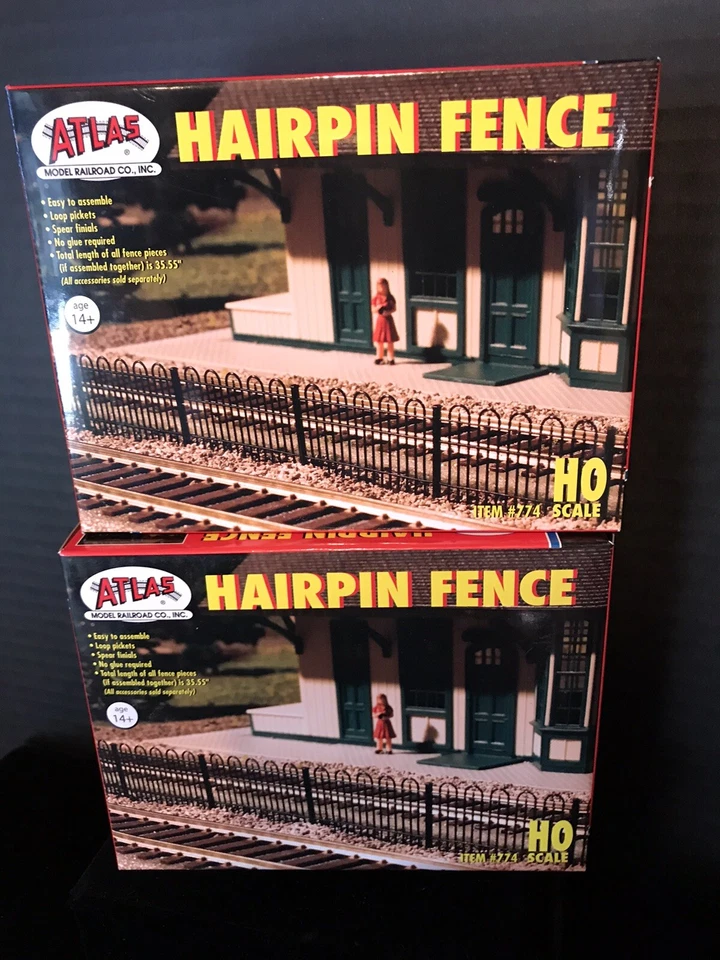 ATLAS
®
MODEL RAILROAD CO., INC.
HAIRPIN FENCE
• Easy to assemble
• Loop pickets
• Spear finials
• No glue required
• Total length of all fence pieces
(if assembled together) is 35.55"
(All accessories sold separately)
age
14+
HO
ITEM #774 SCALE
HAIRPIN FENCE
ATLAS
®
MODEL RAILROAD CO., INC.
HAIRPIN FENCE
• Easy to assemble
• Loop pickets
• Spear finials
• No glue required
• Total length of all fence pieces
(if assembled together) is 35.55"
(All accessories sold separately)
age
14+
HO
ITEM #774 SCALE